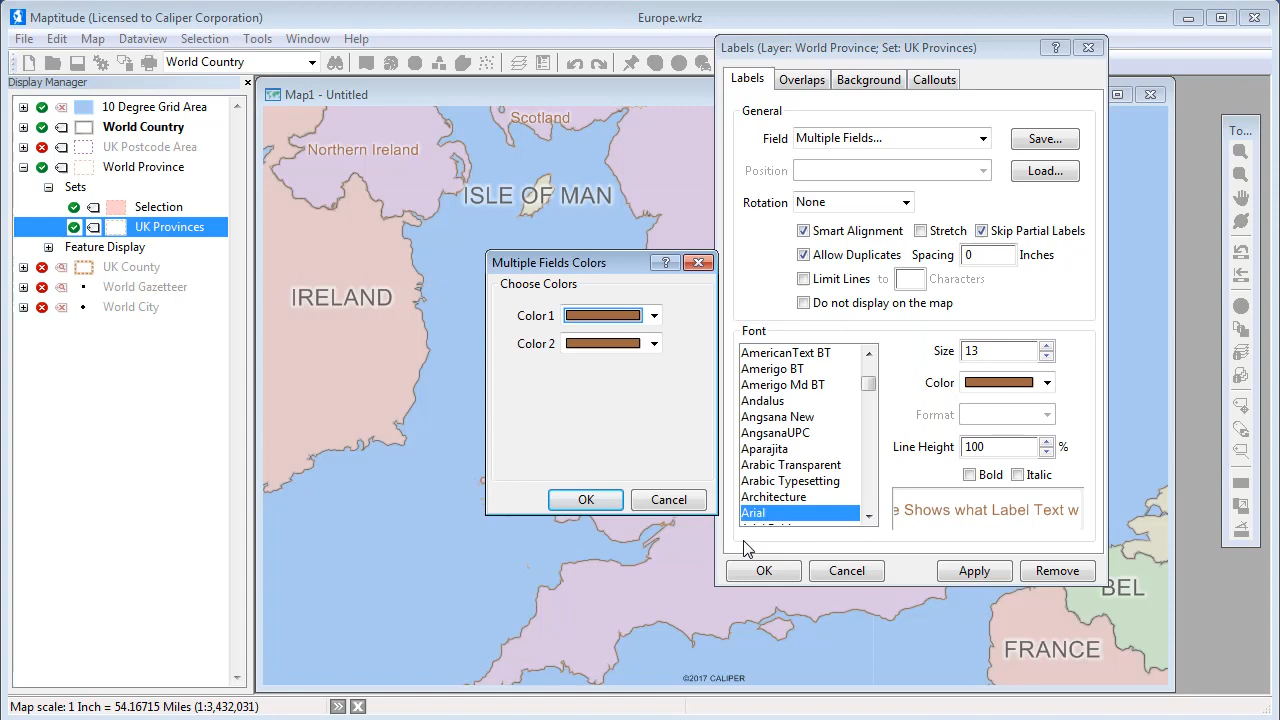 Maptitude (Licensed to Caliper Corporation)
Europe.wrkz
File Edit Map Dataview Selection Tools Window Help
World Country
Display Manager
10 Degree Grid Area
World Country
UK Postcode Area
World Province
Sets
Selection
UK Provinces
Feature Display
UK County
World Gazetteer
World City
Map1 - Untitled
Scotland
Northern Ireland
ISLE OF MAN
IRELAND
BEL
FRANCE
©2017 CALIPER
Multiple Fields Colors
Choose Colors
Color 1
Color 2
OK Cancel
Labels (Layer: World Province; Set: UK Provinces)
Labels Overlaps Background Callouts
General
Field Multiple Fields... Save...
Position Load...
Rotation None
Smart Alignment Stretch Skip Partial Labels
Allow Duplicates Spacing 0 Inches
Limit Lines to Characters
Do not display on the map
Font
AmericanText BT
Amerigo BT
Amerigo Md BT
Andalus
Angsana New
AngsanaUPC
Aparajita
Arabic Transparent
Arabic Typesetting
Architecture
Arial
Size 13
Color
Format
Line Height 100 %
Bold Italic
e Shows what Label Text w
OK Cancel Apply Remove
To...
Map scale: 1 Inch = 54.16715 Miles (1:3,432,031)